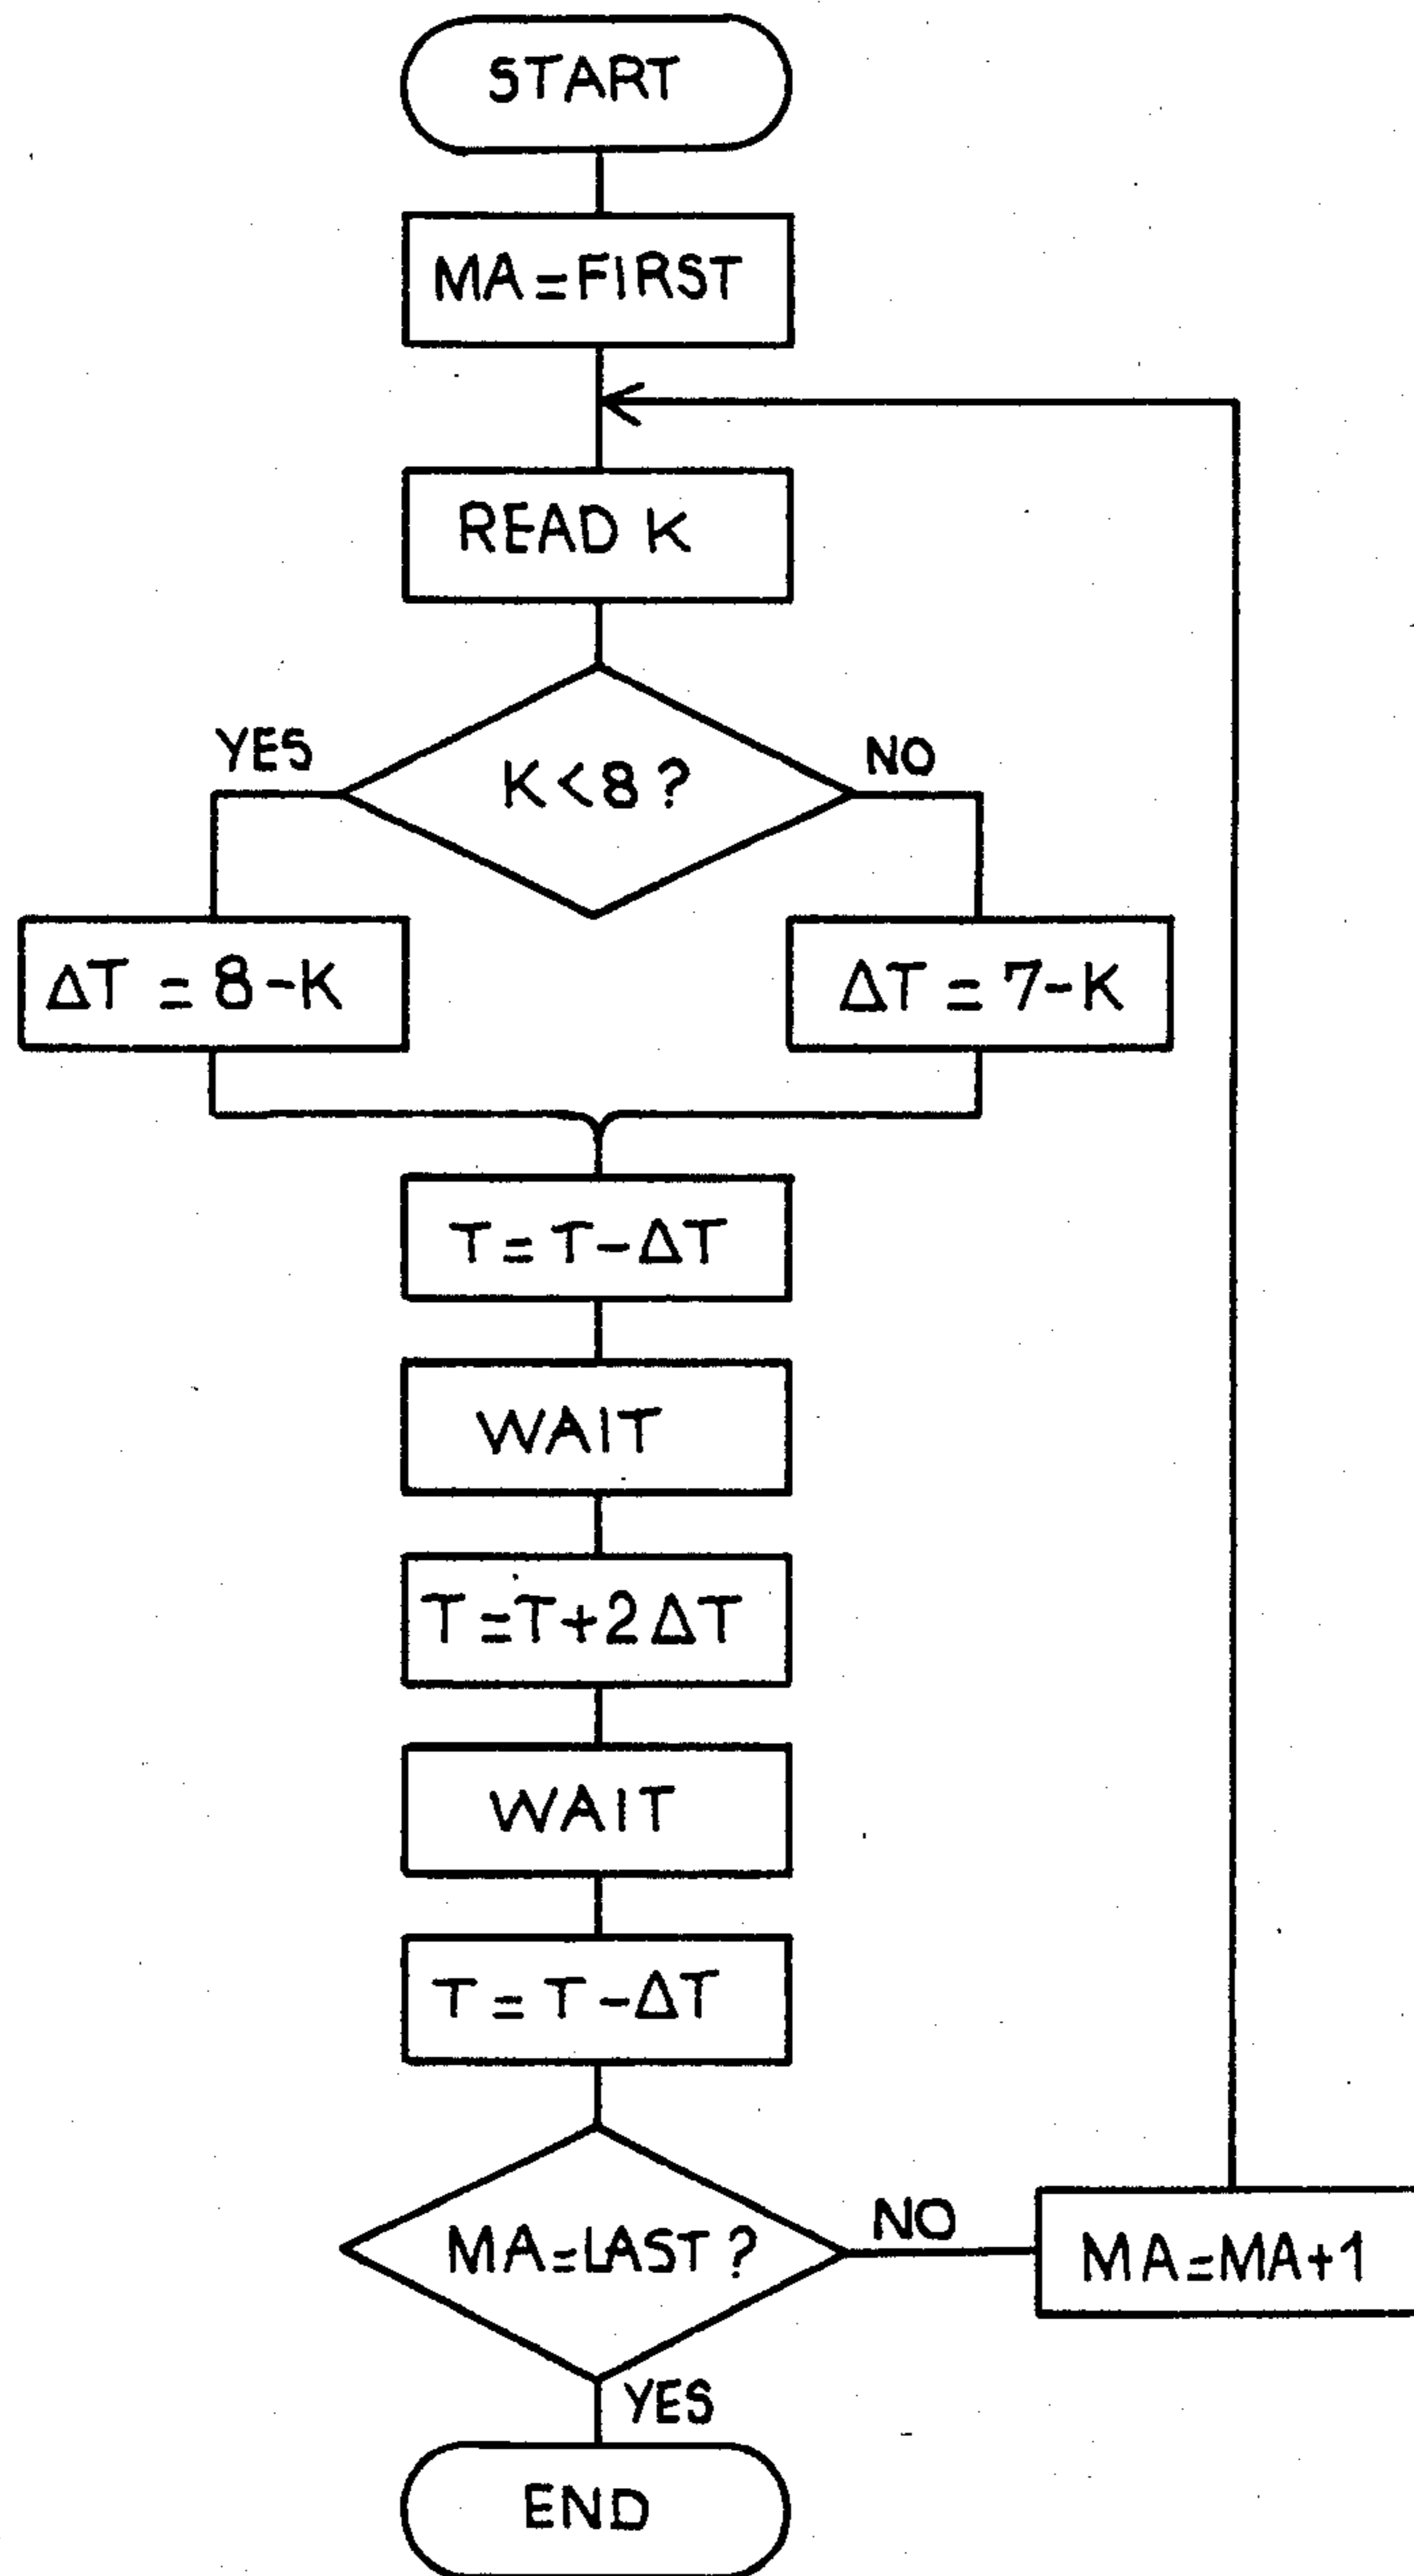 START
MA=FIRST
READ K
K<8?
YES
NO
ΔT = 8-K
ΔT = 7-K
T=T-ΔT
WAIT
T=T+2ΔT
WAIT
T=T-ΔT
MA=LAST?
NO
MA=MA+1
YES
END